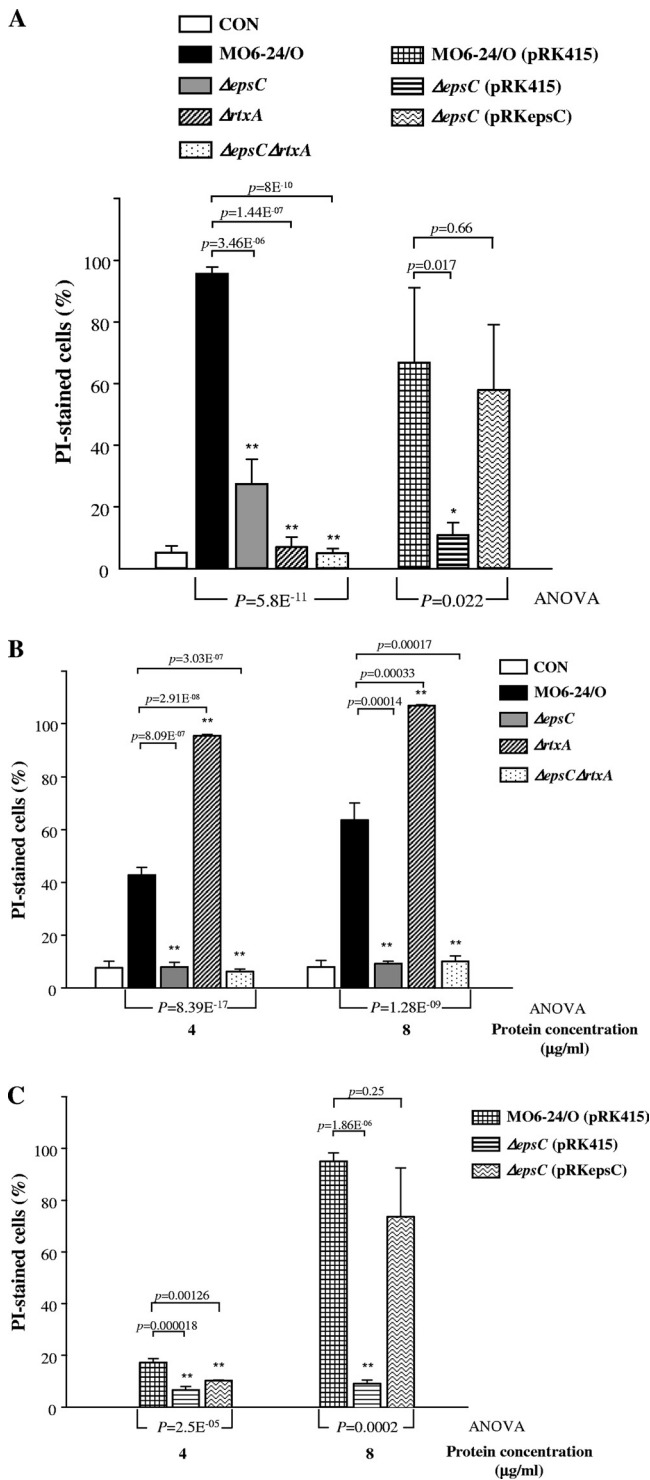 A
CON
MO6-24/O
ΔepsC
ΔrtxA
ΔepsCΔrtxA
MO6-24/O (pRK415)
ΔepsC (pRK415)
ΔepsC (pRKepsC)
p=8E-10
p=1.44E-07
p=3.46E-06
p=0.66
p=0.017
PI-stained cells (%)
100
80
60
40
20
0
**
**
**
*
P=5.8E-11
P=0.022
ANOVA
B
CON
MO6-24/O
ΔepsC
ΔrtxA
ΔepsCΔrtxA
p=3.03E-07
p=2.91E-08
p=8.09E-07
p=0.00017
p=0.00033
p=0.00014
PI-stained cells (%)
100
80
60
40
20
0
**
**
**
**
**
**
P=8.39E-17
P=1.28E-09
ANOVA
4
8
Protein concentration
(μg/ml)
C
MO6-24/O (pRK415)
ΔepsC (pRK415)
ΔepsC (pRKepsC)
p=0.25
p=1.86E-06
p=0.00126
p=0.000018
PI-stained cells (%)
100
80
60
40
20
0
**
**
**
P=2.5E-05
P=0.0002
ANOVA
4
8
Protein concentration
(μg/ml)